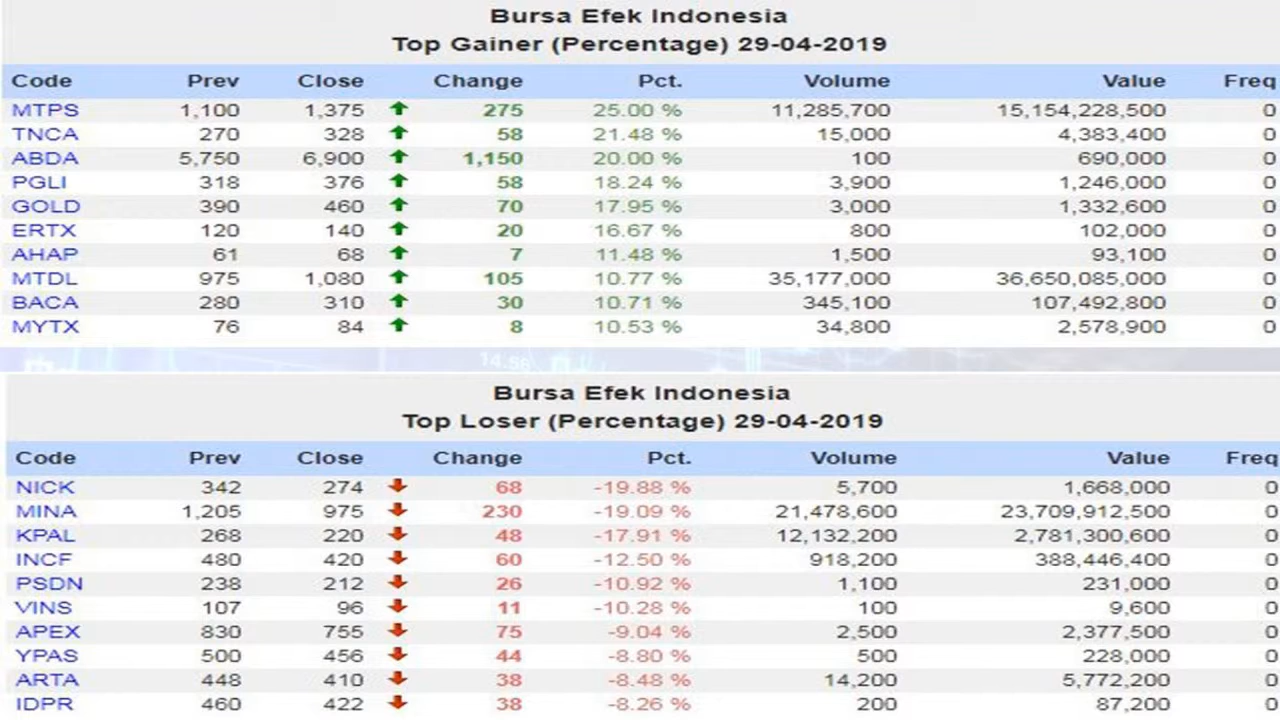 Bursa Efek Indonesia
Top Gainer (Percentage) 29-04-2019
Code Prev Close Change Pct. Volume Value Freq
MTPS 1,100 1,375 275 25.00 % 11,285,700 15,154,228,500 0
TNCA 270 328 58 21.48 % 15,000 4,383,400 0
ABDA 5,750 6,900 1,150 20.00 % 100 690,000 0
PGLI 318 376 58 18.24 % 3,900 1,246,000 0
GOLD 390 460 70 17.95 % 3,000 1,332,600 0
ERTX 120 140 20 16.67 % 800 102,000 0
AHAP 61 68 7 11.48 % 1,500 93,100 0
MTDL 975 1,080 105 10.77 % 35,177,000 36,650,085,000 0
BACA 280 310 30 10.71 % 345,100 107,492,800 0
MYTX 76 84 8 10.53 % 34,800 2,578,900 0
14.56
Bursa Efek Indonesia
Top Loser (Percentage) 29-04-2019
Code Prev Close Change Pct. Volume Value Freq
NICK 342 274 68 -19.88 % 5,700 1,668,000 0
MINA 1,205 975 230 -19.09 % 21,478,600 23,709,912,500 0
KPAL 268 220 48 -17.91 % 12,132,200 2,781,300,600 0
INCF 480 420 60 -12.50 % 918,200 388,446,400 0
PSDN 238 212 26 -10.92 % 1,100 231,000 0
VINS 107 96 11 -10.28 % 100 9,600 0
APEX 830 755 75 -9.04 % 2,500 2,377,500 0
YPAS 500 456 44 -8.80 % 500 228,000 0
ARTA 448 410 38 -8.48 % 14,200 5,772,200 0
IDPR 460 422 38 -8.26 % 200 87,200 0